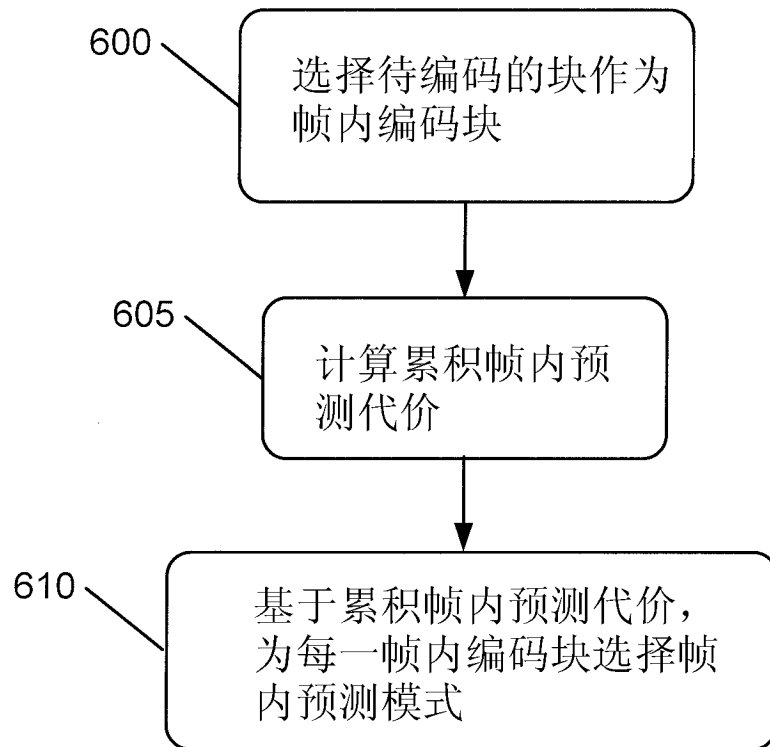 600
选择待编码的块作为
帧内编码块
605
计算累积帧内预
测代价
610
基于累积帧内预测代价，
为每一帧内编码块选择帧
内预测模式